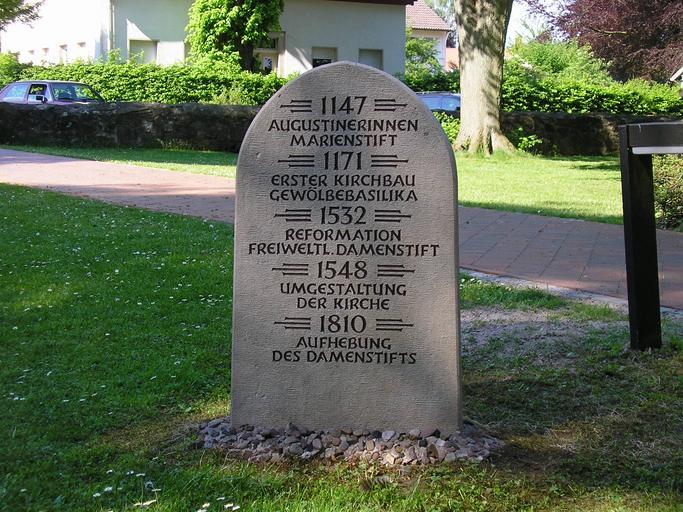 1147
AUGUSTINERINNEN
MARIENSTIFT
1171
ERSTER KIRCHBAU
GEWÖLBEBASILIKA
1532
REFORMATION
FREIWELTL. DAMENSTIFT
1548
UMGESTALTUNG
DER KIRCHE
1810
AUFHEBUNG
DES DAMENSTIFTS